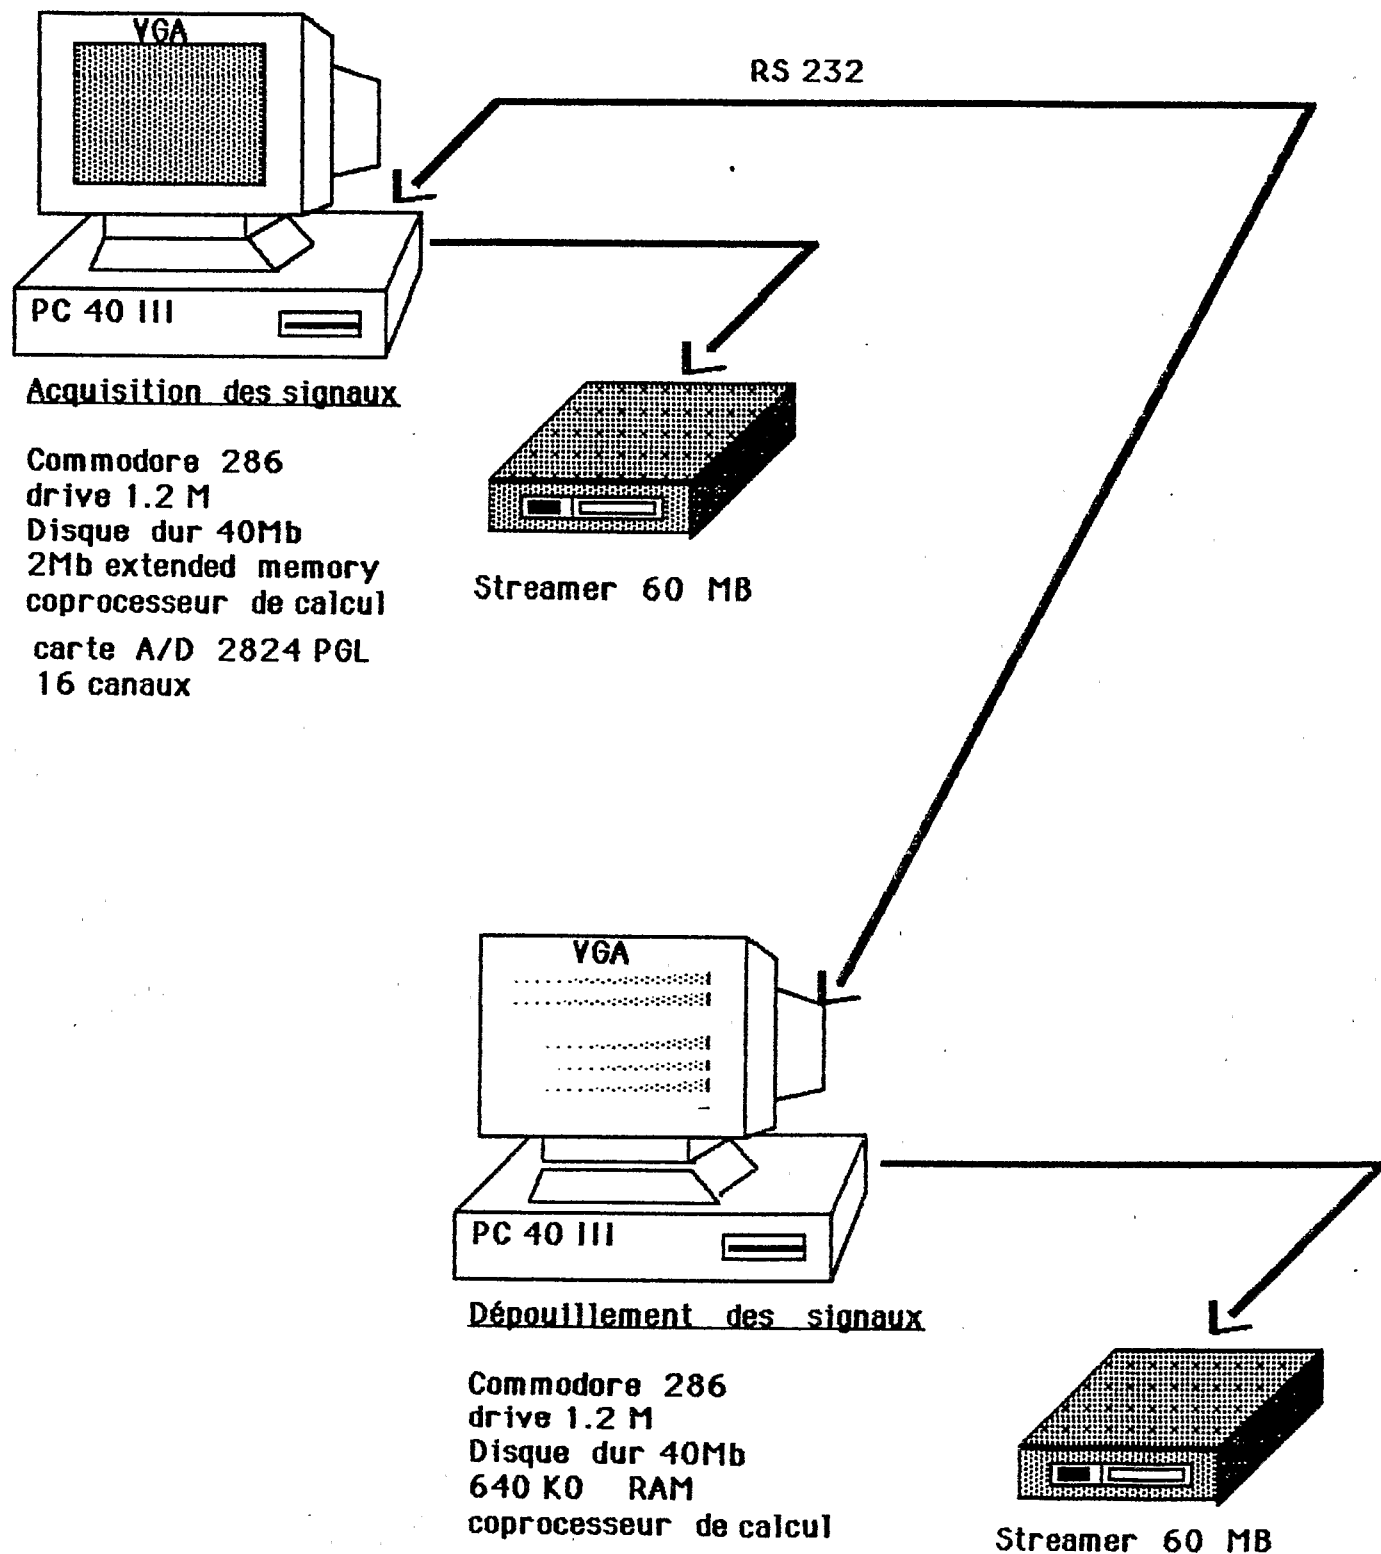 VGA
RS 232
PC 40 III
Acquisition des signaux
Commodore 286
drive 1.2 M
Disque dur 40Mb
2Mb extended memory
coprocesseur de calcul
carte A/D 2824 PGL
16 canaux
Streamer 60 MB
VGA
PC 40 III
Dépouillement des signaux
Commodore 286
drive 1.2 M
Disque dur 40Mb
640 KO RAM
coprocesseur de calcul
Streamer 60 MB